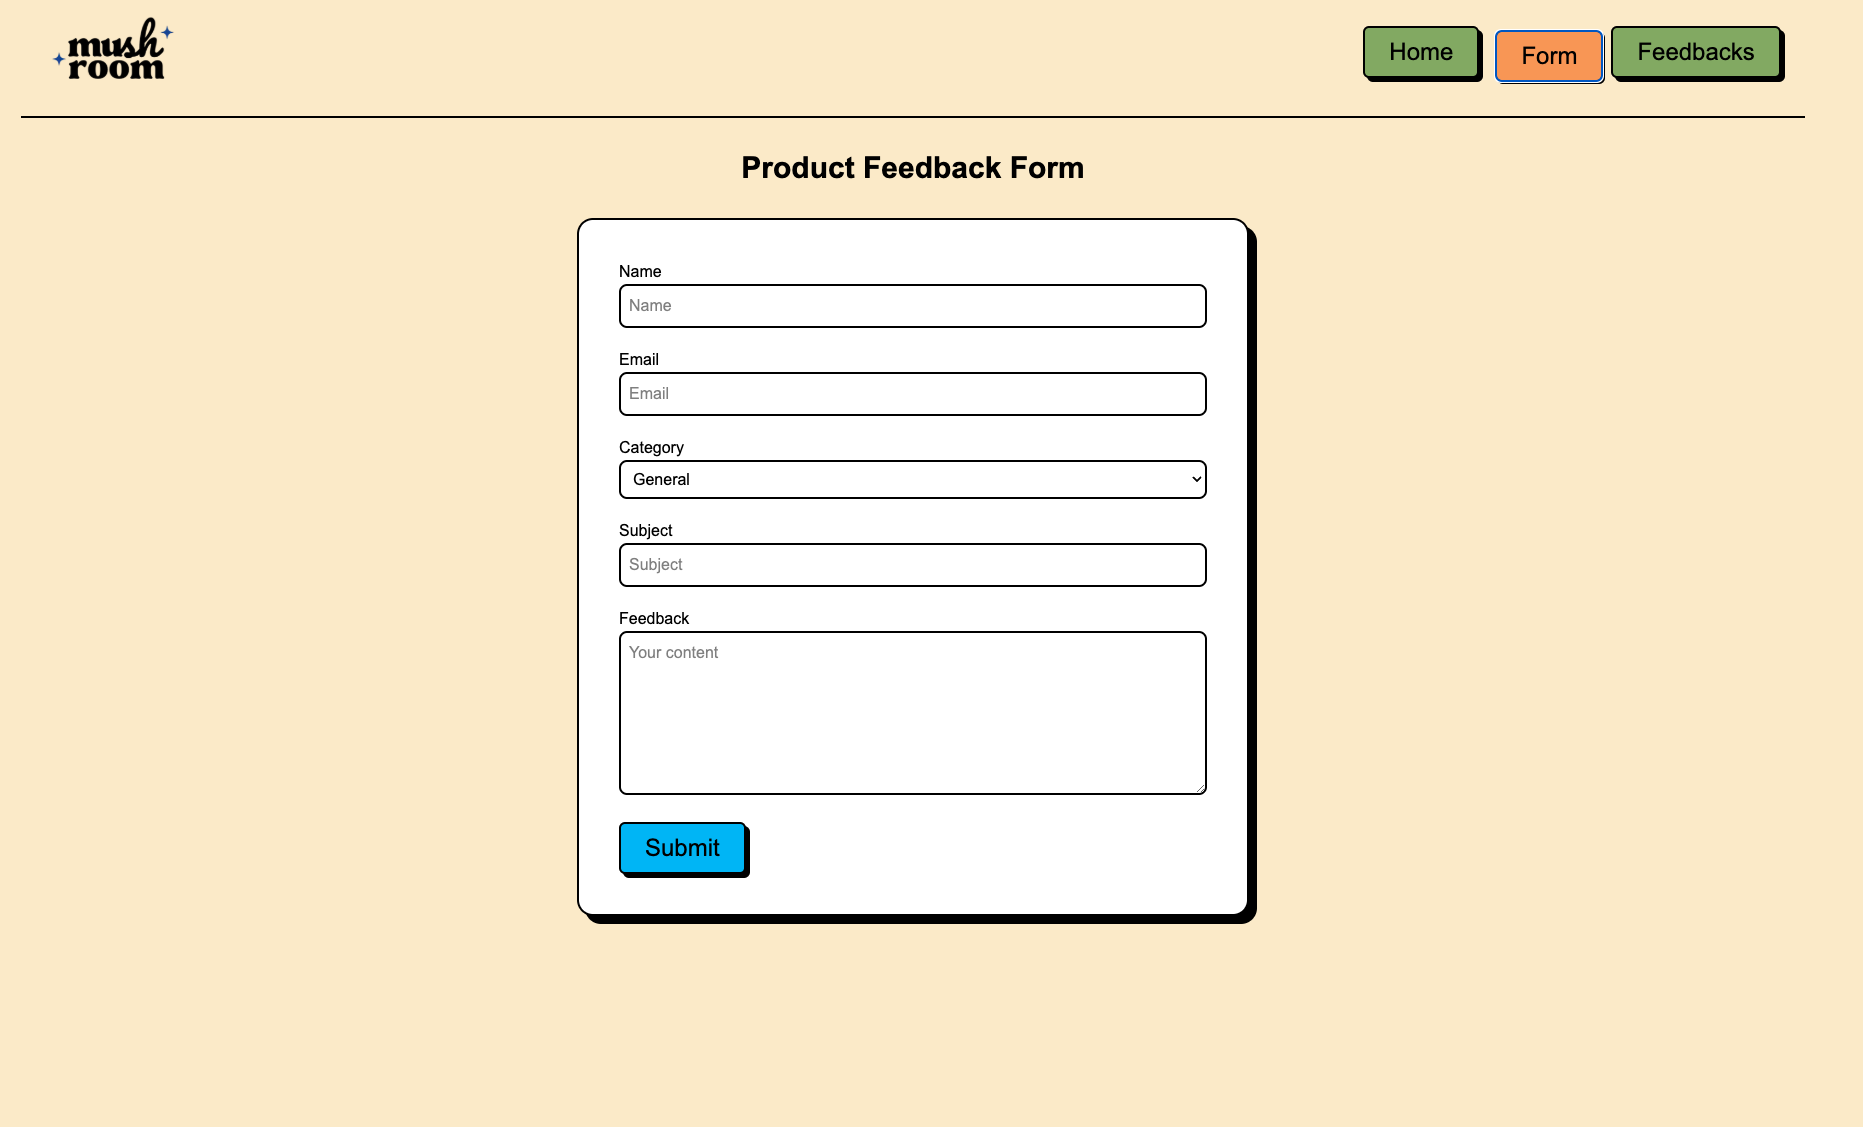 mush
room
Home Form Feedbacks
Product Feedback Form
Name
Name
Email
Email
Category
General
Subject
Subject
Feedback
Your content
Submit